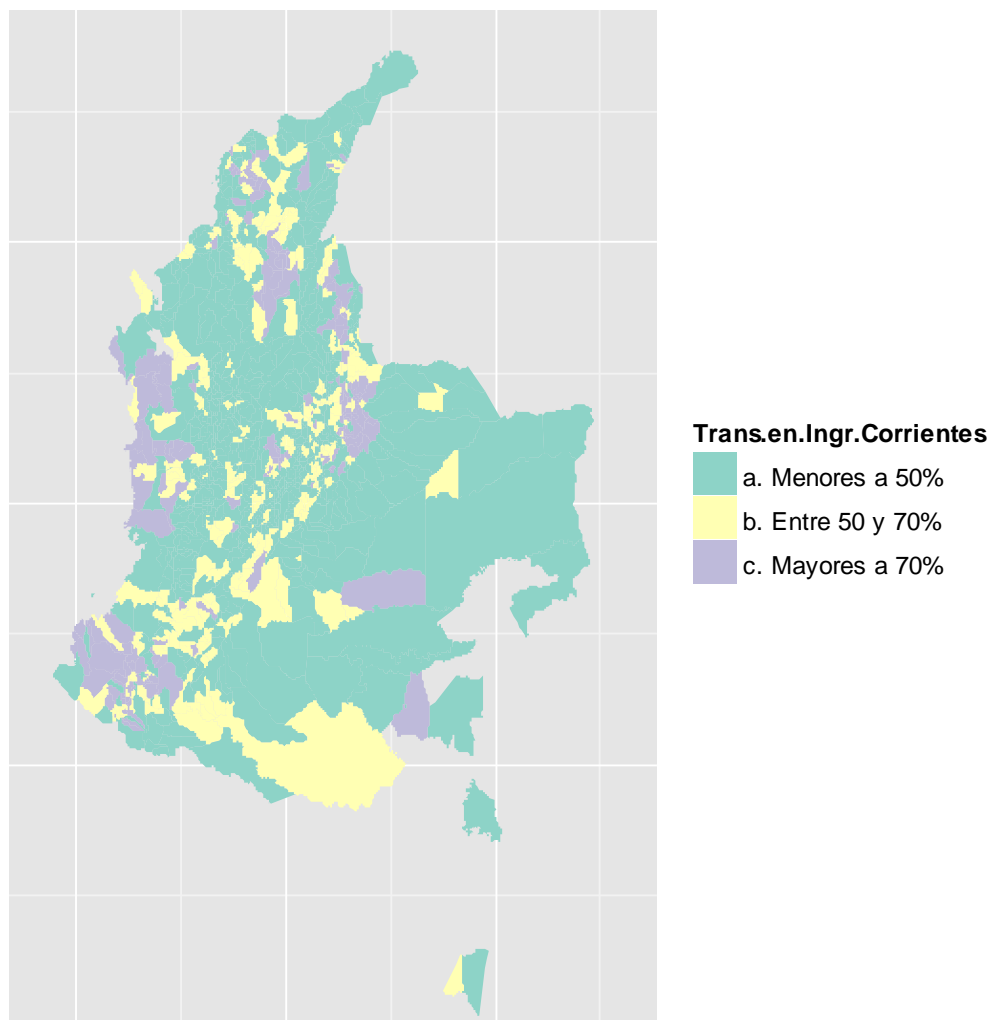 Trans.en.Ingr.Corrientes
a. Menores a 50%
b. Entre 50 y 70%
c. Mayores a 70%